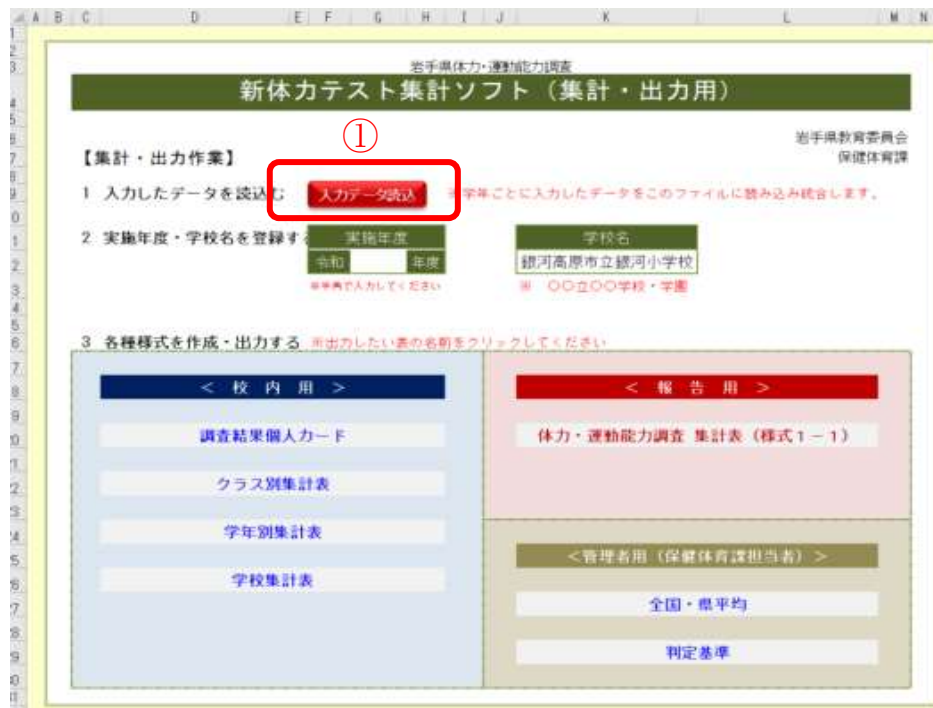 A B C D E F G H I J K L M N
岩手県体力・運動能力調査
新体力テスト集計ソフト（集計・出力用）
岩手県教育委員会
保健体育課
①
【集計・出力作業】
1 入力したデータを読込む 入力データ読込 ※学年ごとに入力したデータをこのファイルに読み込み統合します。
2 実施年度・学校名を登録する 実施年度 学校名
令和 年度 銀河高原市立銀河小学校
※半角で入力してください ※ 〇〇立〇〇学校・学園
3 各種様式を作成・出力する ※出力したい表の名前をクリックしてください
＜ 校 内 用 ＞
調査結果個人カード
クラス別集計表
学年別集計表
学校集計表
＜ 報 告 用 ＞
体力・運動能力調査 集計表（様式１－１）
＜管理者用（保健体育課担当者）＞
全国・県平均
判定基準